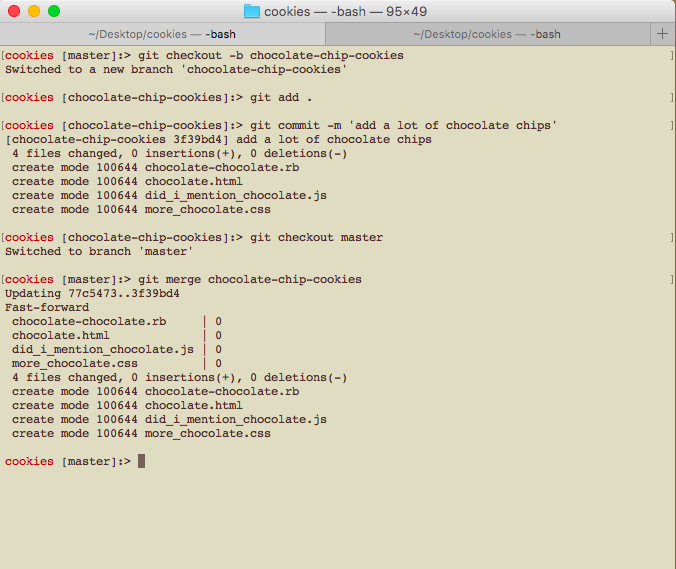 cookies — -bash — 95×49
~/Desktop/cookies — -bash
~/Desktop/cookies — -bash
+
[cookies [master]:> git checkout -b chocolate-chip-cookies ]
Switched to a new branch 'chocolate-chip-cookies'
[cookies [chocolate-chip-cookies]:> git add . ]
[cookies [chocolate-chip-cookies]:> git commit -m 'add a lot of chocolate chips' ]
[chocolate-chip-cookies 3f39bd4] add a lot of chocolate chips
4 files changed, 0 insertions(+), 0 deletions(-)
create mode 100644 chocolate-chocolate.rb
create mode 100644 chocolate.html
create mode 100644 did_i_mention_chocolate.js
create mode 100644 more_chocolate.css
[cookies [chocolate-chip-cookies]:> git checkout master ]
Switched to branch 'master'
[cookies [master]:> git merge chocolate-chip-cookies ]
Updating 77c5473..3f39bd4
Fast-forward
chocolate-chocolate.rb | 0
chocolate.html | 0
did_i_mention_chocolate.js | 0
more_chocolate.css | 0
4 files changed, 0 insertions(+), 0 deletions(-)
create mode 100644 chocolate-chocolate.rb
create mode 100644 chocolate.html
create mode 100644 did_i_mention_chocolate.js
create mode 100644 more_chocolate.css
cookies [master]:>